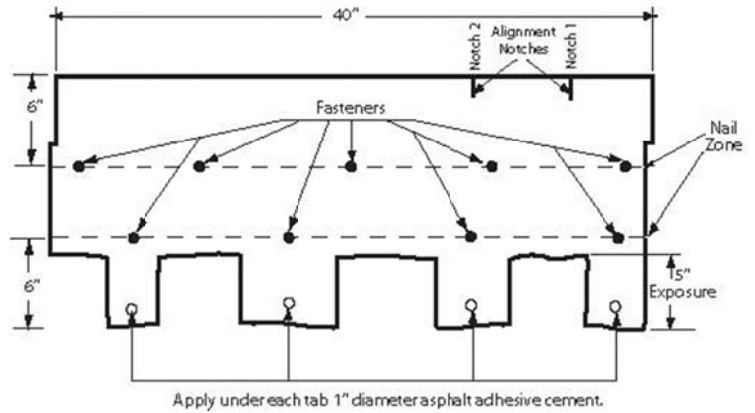 40"
Notch 2
Alignment
Notches
Notch 1
6"
Fasteners
Nail
Zone
6"
5"
Exposure
Apply under each tab 1" diameter asphalt adhesive cement.